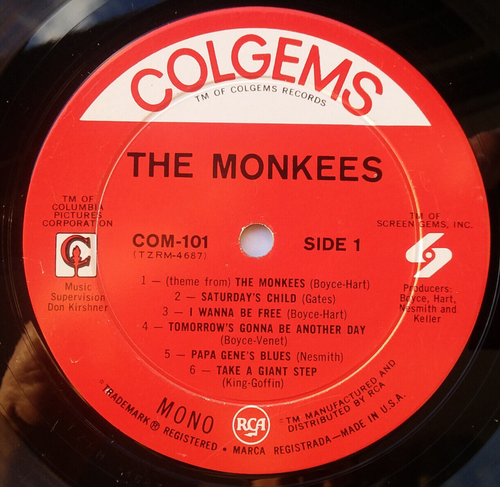 COLGEMS
TM OF COLGEMS RECORDS
THE MONKEES
TM OF
COLUMBIA
PICTURES
CORPORATION
C
Music
Supervision
Don Kirshner
COM-101
(TZRM-4687)
SIDE 1
TM OF
SCREEN GEMS, INC.
S
Producers:
Boyce, Hart,
Nesmith and
Keller
1 — (theme from) THE MONKEES (Boyce-Hart)
2 — SATURDAY'S CHILD (Gates)
3 — I WANNA BE FREE (Boyce-Hart)
4 — TOMORROW'S GONNA BE ANOTHER DAY
(Boyce-Venet)
5 — PAPA GENE'S BLUES (Nesmith)
6 — TAKE A GIANT STEP
(King-Goffin)
MONO
RCA
TM MANUFACTURED AND
DISTRIBUTED BY RCA
TRADEMARK ® REGISTERED • MARCA REGISTRADA—MADE IN U.S.A.